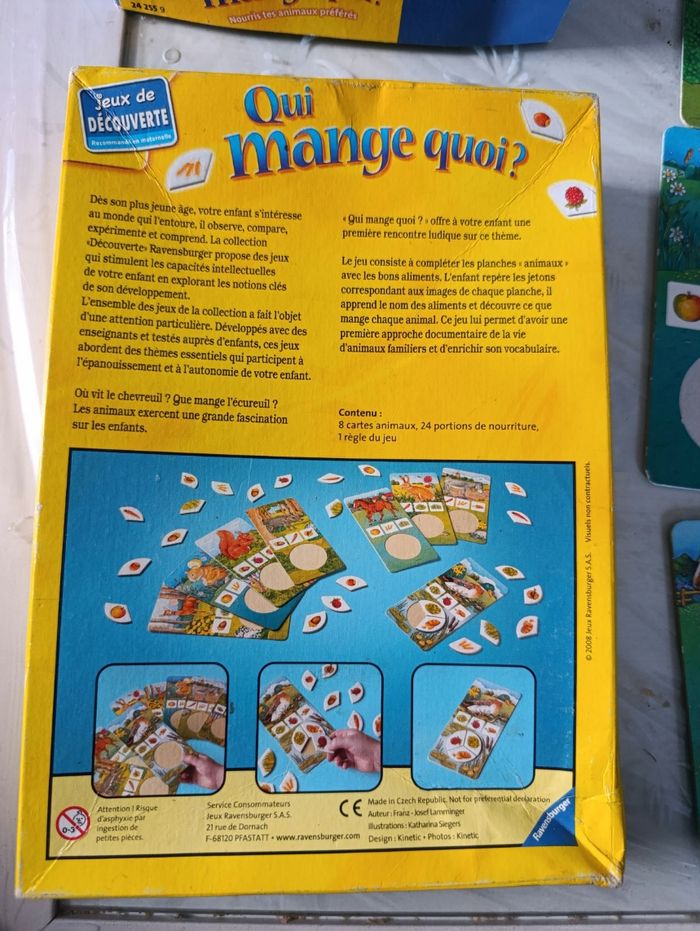 24 255 9
Nourris tes animaux préférés
Jeux de
DÉCOUVERTE
Recommandé en maternelle
Qui
mange quoi ?
Dès son plus jeune âge, votre enfant s'intéresse
au monde qui l'entoure, il observe, compare,
expérimente et comprend. La collection
«Découverte» Ravensburger propose des jeux
qui stimulent les capacités intellectuelles
de votre enfant en explorant les notions clés
de son développement.
L'ensemble des jeux de la collection a fait l'objet
d'une attention particulière. Développés avec des
enseignants et testés auprès d'enfants, ces jeux
abordent des thèmes essentiels qui participent à
l'épanouissement et à l'autonomie de votre enfant.
Où vit le chevreuil ? Que mange l'écureuil ?
Les animaux exercent une grande fascination
sur les enfants.
« Qui mange quoi ? » offre à votre enfant une
première rencontre ludique sur ce thème.
Le jeu consiste à compléter les planches « animaux »
avec les bons aliments. L'enfant repère les jetons
correspondant aux images de chaque planche, il
apprend le nom des aliments et découvre ce que
mange chaque animal. Ce jeu lui permet d'avoir une
première approche documentaire de la vie
d'animaux familiers et d'enrichir son vocabulaire.
Contenu :
8 cartes animaux, 24 portions de nourriture,
1 règle du jeu
© 2008 Jeux Ravensburger S.A.S. Visuels non contractuels.
0-3
Attention ! Risque
d'asphyxie par
ingestion de
petites pièces.
Service Consommateurs
Jeux Ravensburger S.A.S.
21 rue de Dornach
F-68120 PFASTATT • www.ravensburger.com
CE
Made in Czech Republic. Not for preferential declaration
Auteur : Franz-Josef Lamminger
Illustrations : Katharina Siegers
Design : Kinetic • Photos : Kinetic
Ravensburger